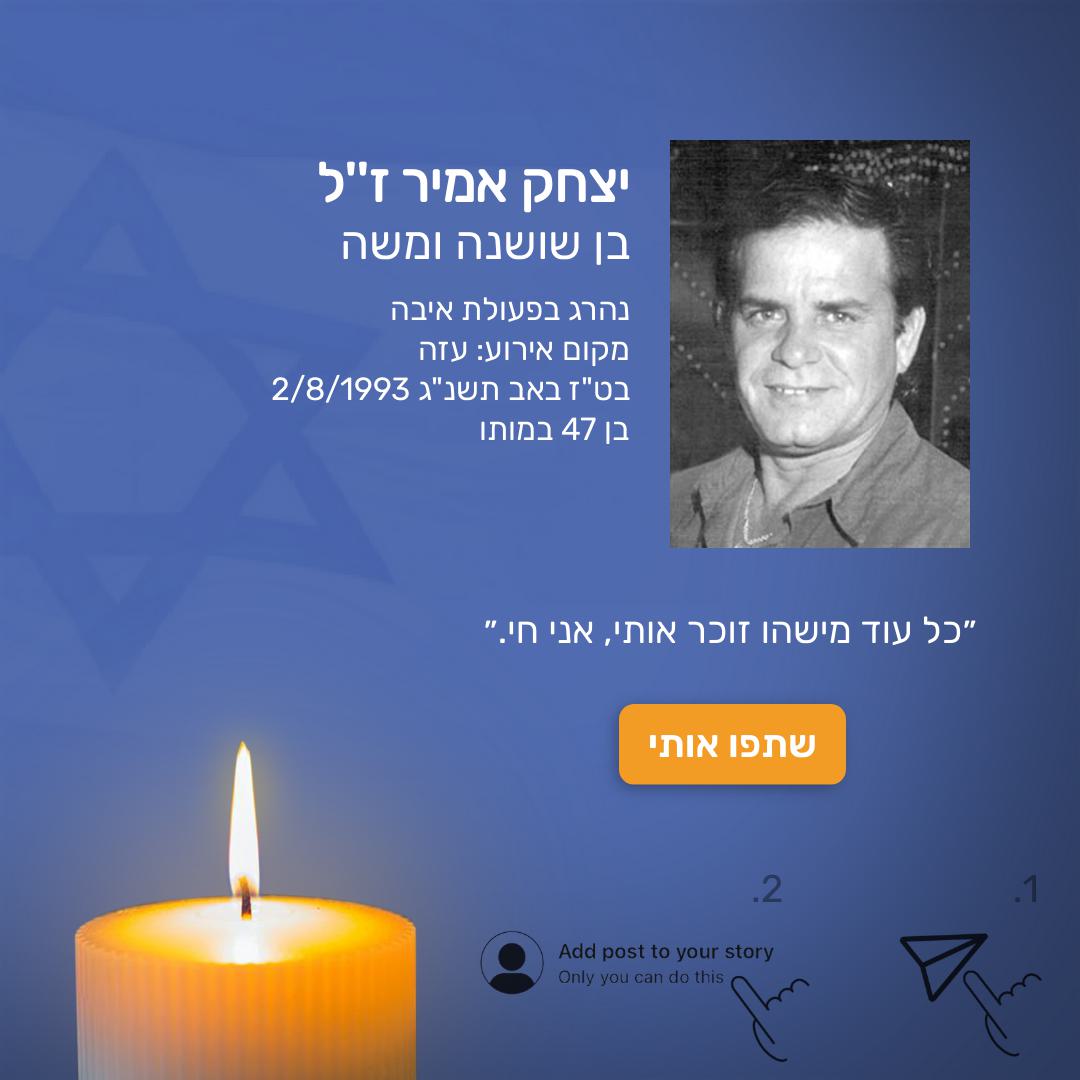 יצחק אמיר ז"ל
בן שושנה ומשה
נהרג בפעולת איבה
מקום אירוע: עזה
בט"ז באב תשנ"ג 2/8/1993
בן 47 במותו
״כל עוד מישהו זוכר אותי, אני חי.״
שתפו אותי
1.
2.
Add post to your story
Only you can do this